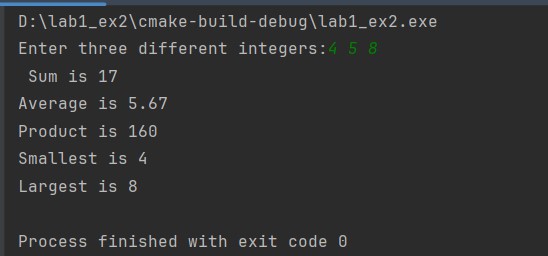 D:\lab1_ex2\cmake-build-debug\lab1_ex2.exe
Enter three different integers:4 5 8
 Sum is 17
Average is 5.67
Product is 160
Smallest is 4
Largest is 8

Process finished with exit code 0